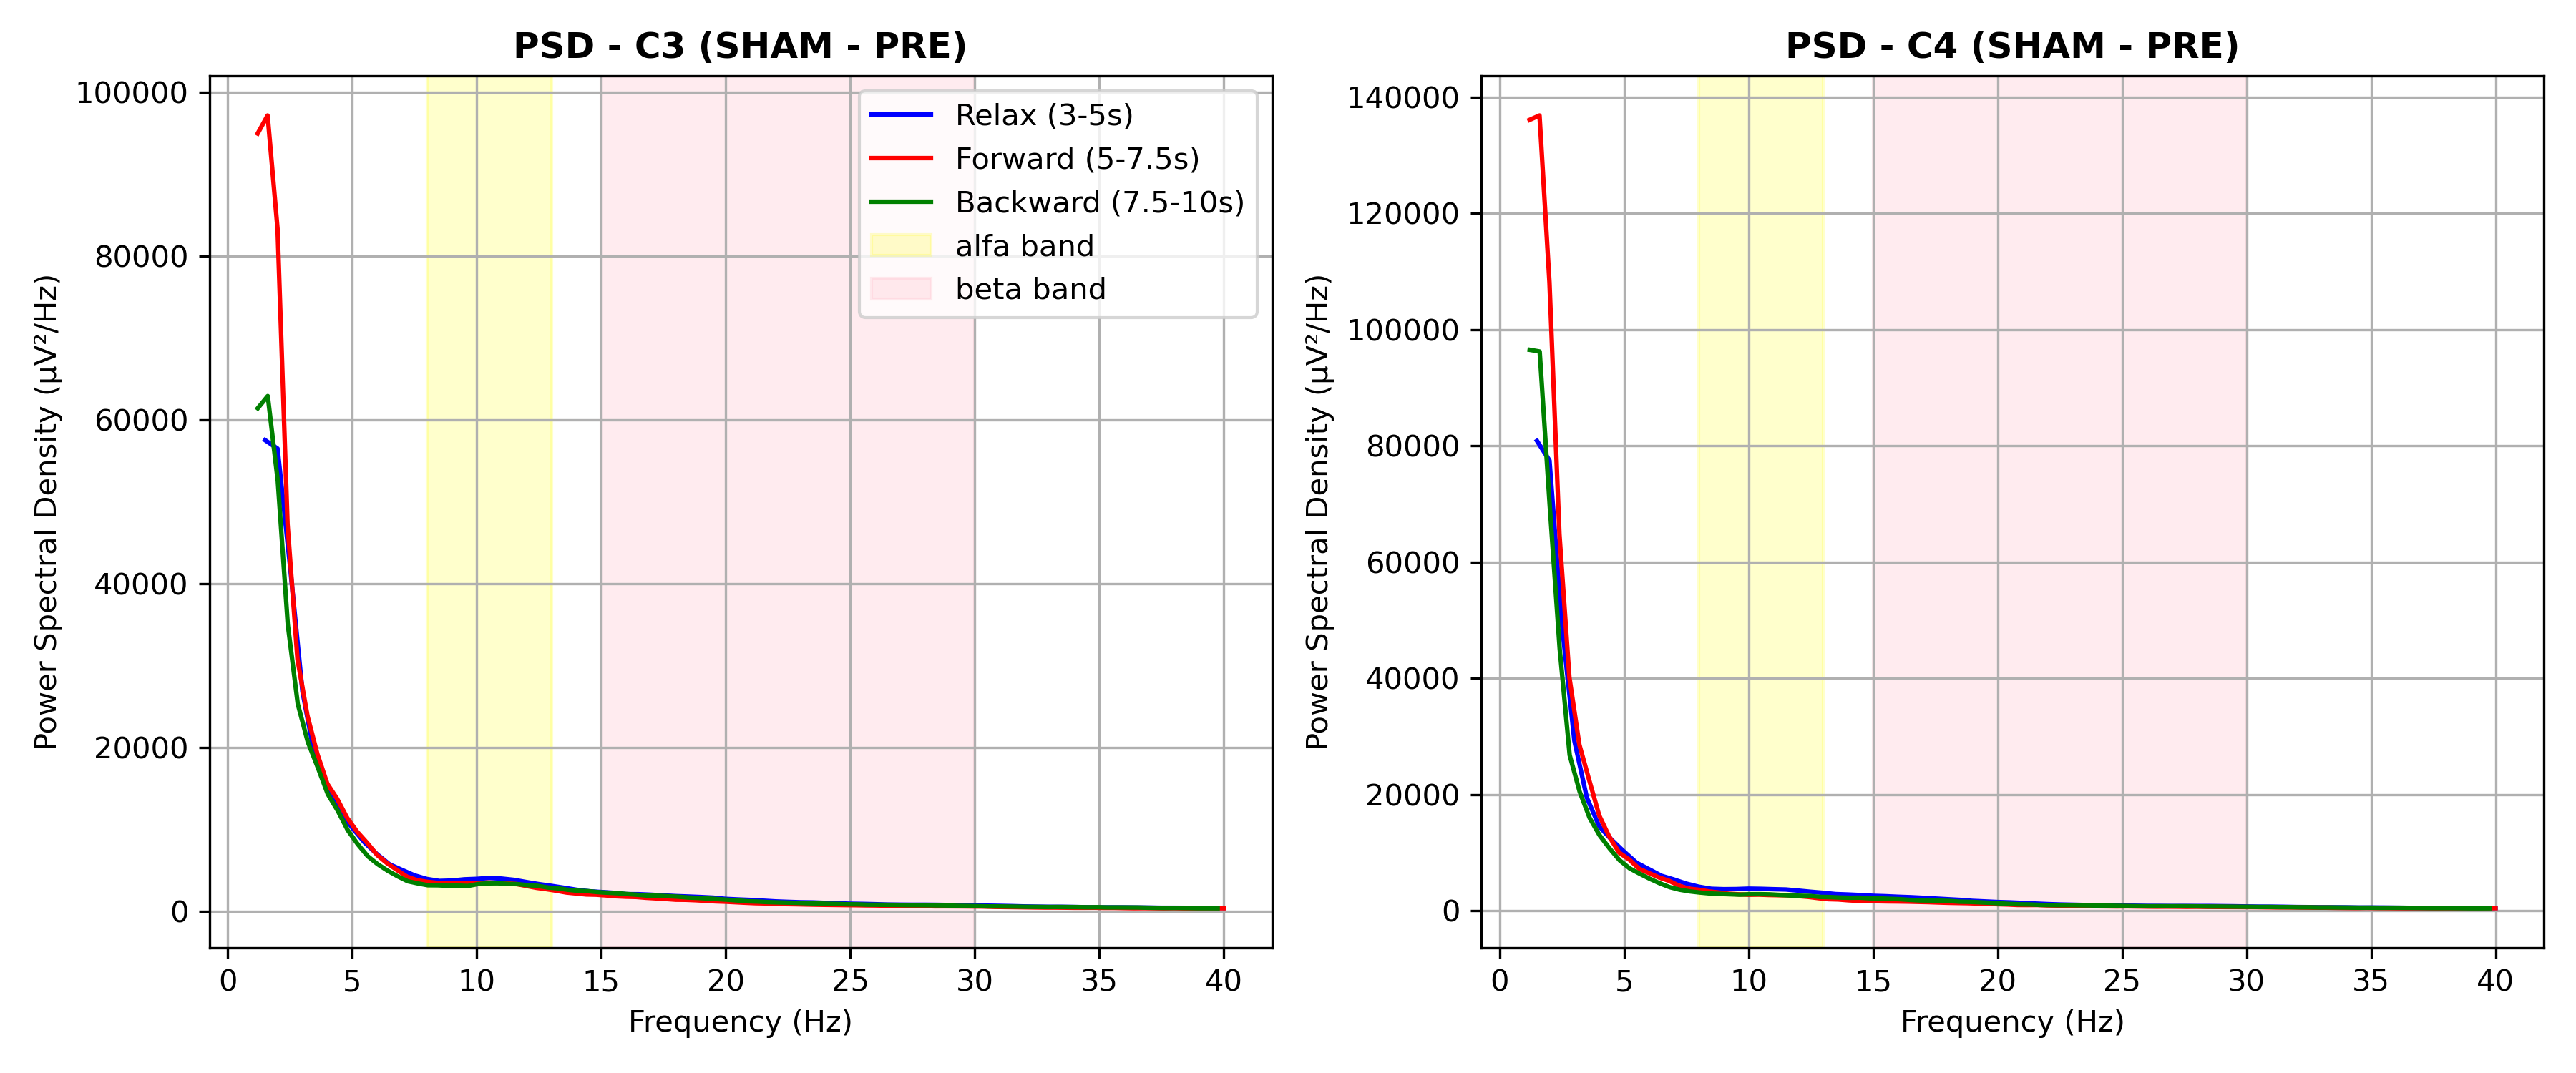 PSD - C3 (SHAM - PRE)
100000
80000
60000
40000
20000
0
Power Spectral Density (µV²/Hz)
0 5 10 15 20 25 30 35 40
Frequency (Hz)
Relax (3-5s)
Forward (5-7.5s)
Backward (7.5-10s)
alfa band
beta band
PSD - C4 (SHAM - PRE)
140000
120000
100000
80000
60000
40000
20000
0
Power Spectral Density (µV²/Hz)
0 5 10 15 20 25 30 35 40
Frequency (Hz)